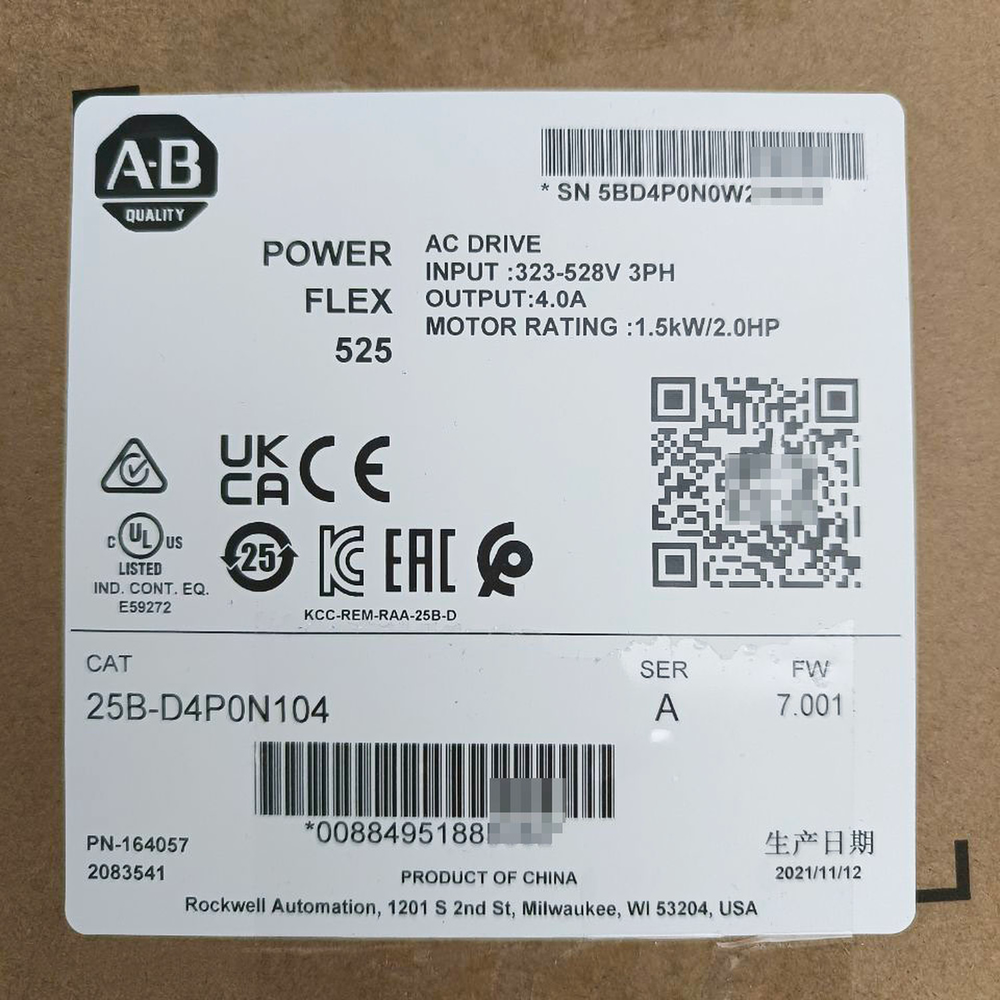 A-B
QUALITY
* SN 5BD4P0N0W2
POWER
FLEX
525
AC DRIVE
INPUT :323-528V 3PH
OUTPUT:4.0A
MOTOR RATING :1.5kW/2.0HP
UK
CA
CE
C UL US
LISTED
IND. CONT. EQ.
E59272
25
KC
EAC
KCC-REM-RAA-25B-D
CAT
25B-D4P0N104
SER
A
FW
7.001
*0088495188
PN-164057
2083541
生产日期
2021/11/12
PRODUCT OF CHINA
Rockwell Automation, 1201 S 2nd St, Milwaukee, WI 53204, USA